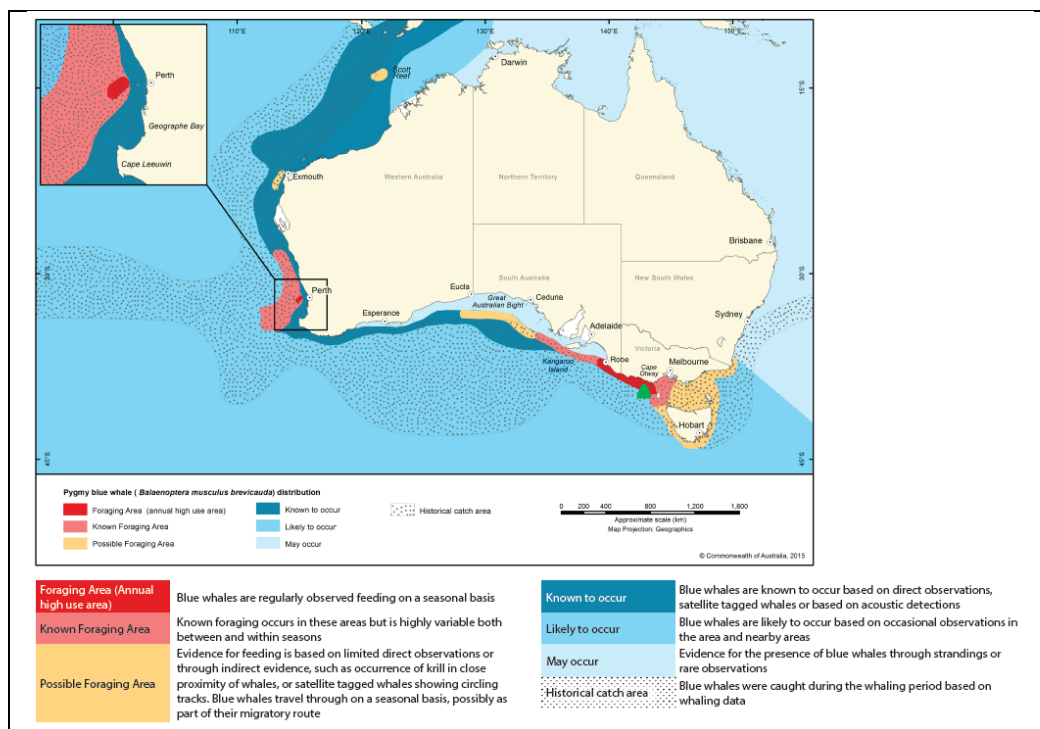 110°E
120°E
130°E
140°E
150°E
Darwin
Scott
Reef
15°S
15°S
Perth
Geographe Bay
Cape Leeuwin
Exmouth
Western Australia
Northern Territory
Queensland
Brisbane
30°S
30°S
South Australia
New South Wales
Perth
Eucla
Great
Australian Bight
Ceduna
Esperance
Sydney
Adelaide
Victoria
Kangaroo
Island
Robe
Cape
Otway
Melbourne
Hobart
45°S
45°S
Pygmy blue whale ( Balaenoptera musculus brevicauda) distribution
Foraging Area (annual high use area)
Known Foraging Area
Possible Foraging Area
Known to occur
Likely to occur
May occur
Historical catch area
0 200 400 800 1,200 1,600
Approximate scale (km)
Map Projection: Geographics
© Commonwealth of Australia, 2015
Foraging Area (Annual
high use area)
Blue whales are regularly observed feeding on a seasonal basis
Known Foraging Area
Known foraging occurs in these areas but is highly variable both
between and within seasons
Possible Foraging Area
Evidence for feeding is based on limited direct observations or
through indirect evidence, such as occurrence of krill in close
proximity of whales, or satellite tagged whales showing circling
tracks. Blue whales travel through on a seasonal basis, possibly as
part of their migratory route
Known to occur
Blue whales are known to occur based on direct observations,
satellite tagged whales or based on acoustic detections
Likely to occur
Blue whales are likely to occur based on occasional observations in
the area and nearby areas
May occur
Evidence for the presence of blue whales through strandings or
rare observations
Historical catch area
Blue whales were caught during the whaling period based on
whaling data